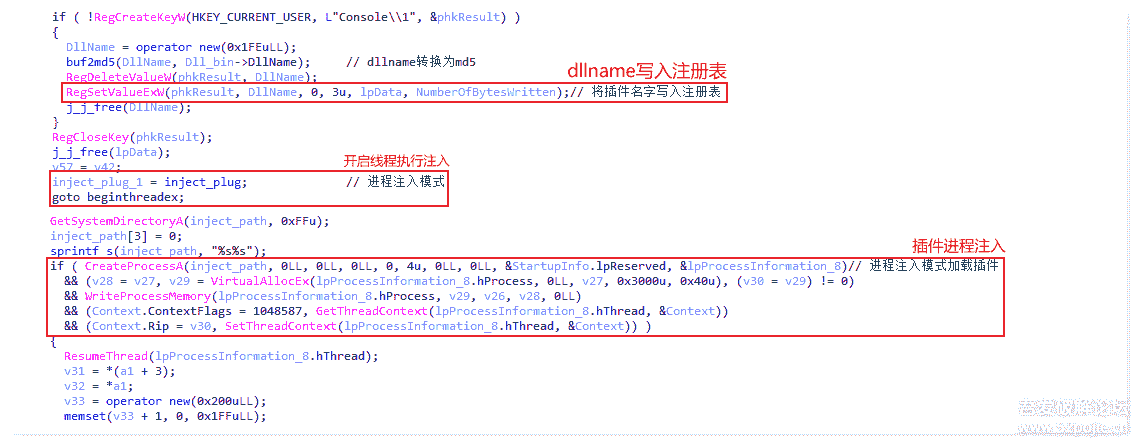 if ( !RegCreateKeyW(HKEY_CURRENT_USER, L"Console\\1", &phkResult) )
{
DllName = operator new(0x1FEuLL);
buf2md5(DllName, Dll_bin->DllName); // dllname转换为md5
RegDeleteValueW(phkResult, DllName);
dllname写入注册表
RegSetValueExW(phkResult, DllName, 0, 3u, lpData, NumberOfBytesWritten);// 将插件名字写入注册表
j_j_free(DllName);
}
RegCloseKey(phkResult);
j_j_free(lpData);
v57 = v42;
开启线程执行注入
inject_plug_1 = inject_plug; // 进程注入模式
goto beginthreadex;
GetSystemDirectoryA(inject_path, 0xFFu);
inject_path[3] = 0;
sprintf_s(inject_path, "%s%s");
插件进程注入
if ( CreateProcessA(inject_path, 0LL, 0LL, 0LL, 0, 4u, 0LL, 0LL, &StartupInfo.lpReserved, &lpProcessInformation_8)// 进程注入模式加载插件
&& (v28 = v27, v29 = VirtualAllocEx(lpProcessInformation_8.hProcess, 0LL, v27, 0x3000u, 0x40u), (v30 = v29) != 0)
&& WriteProcessMemory(lpProcessInformation_8.hProcess, v29, v26, v28, 0LL)
&& (Context.ContextFlags = 1048587, GetThreadContext(lpProcessInformation_8.hThread, &Context))
&& (Context.Rip = v30, SetThreadContext(lpProcessInformation_8.hThread, &Context)) )
{
ResumeThread(lpProcessInformation_8.hThread);
v31 = *(a1 + 3);
v32 = *a1;
v33 = operator new(0x200uLL);
memset(v33 + 1, 0, 0x1FFuLL);
吾爱破解论坛
www.52pojie.cn